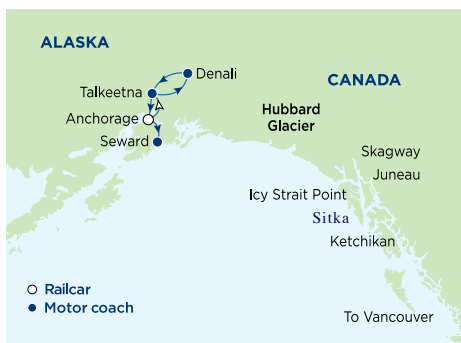 ALASKA
Denali
CANADA
Talkeetna
Hubbard
Glacier
Anchorage
Seward
Skagway
Juneau
Icy Strait Point
Sitka
Ketchikan
Railcar
Motor coach
To Vancouver